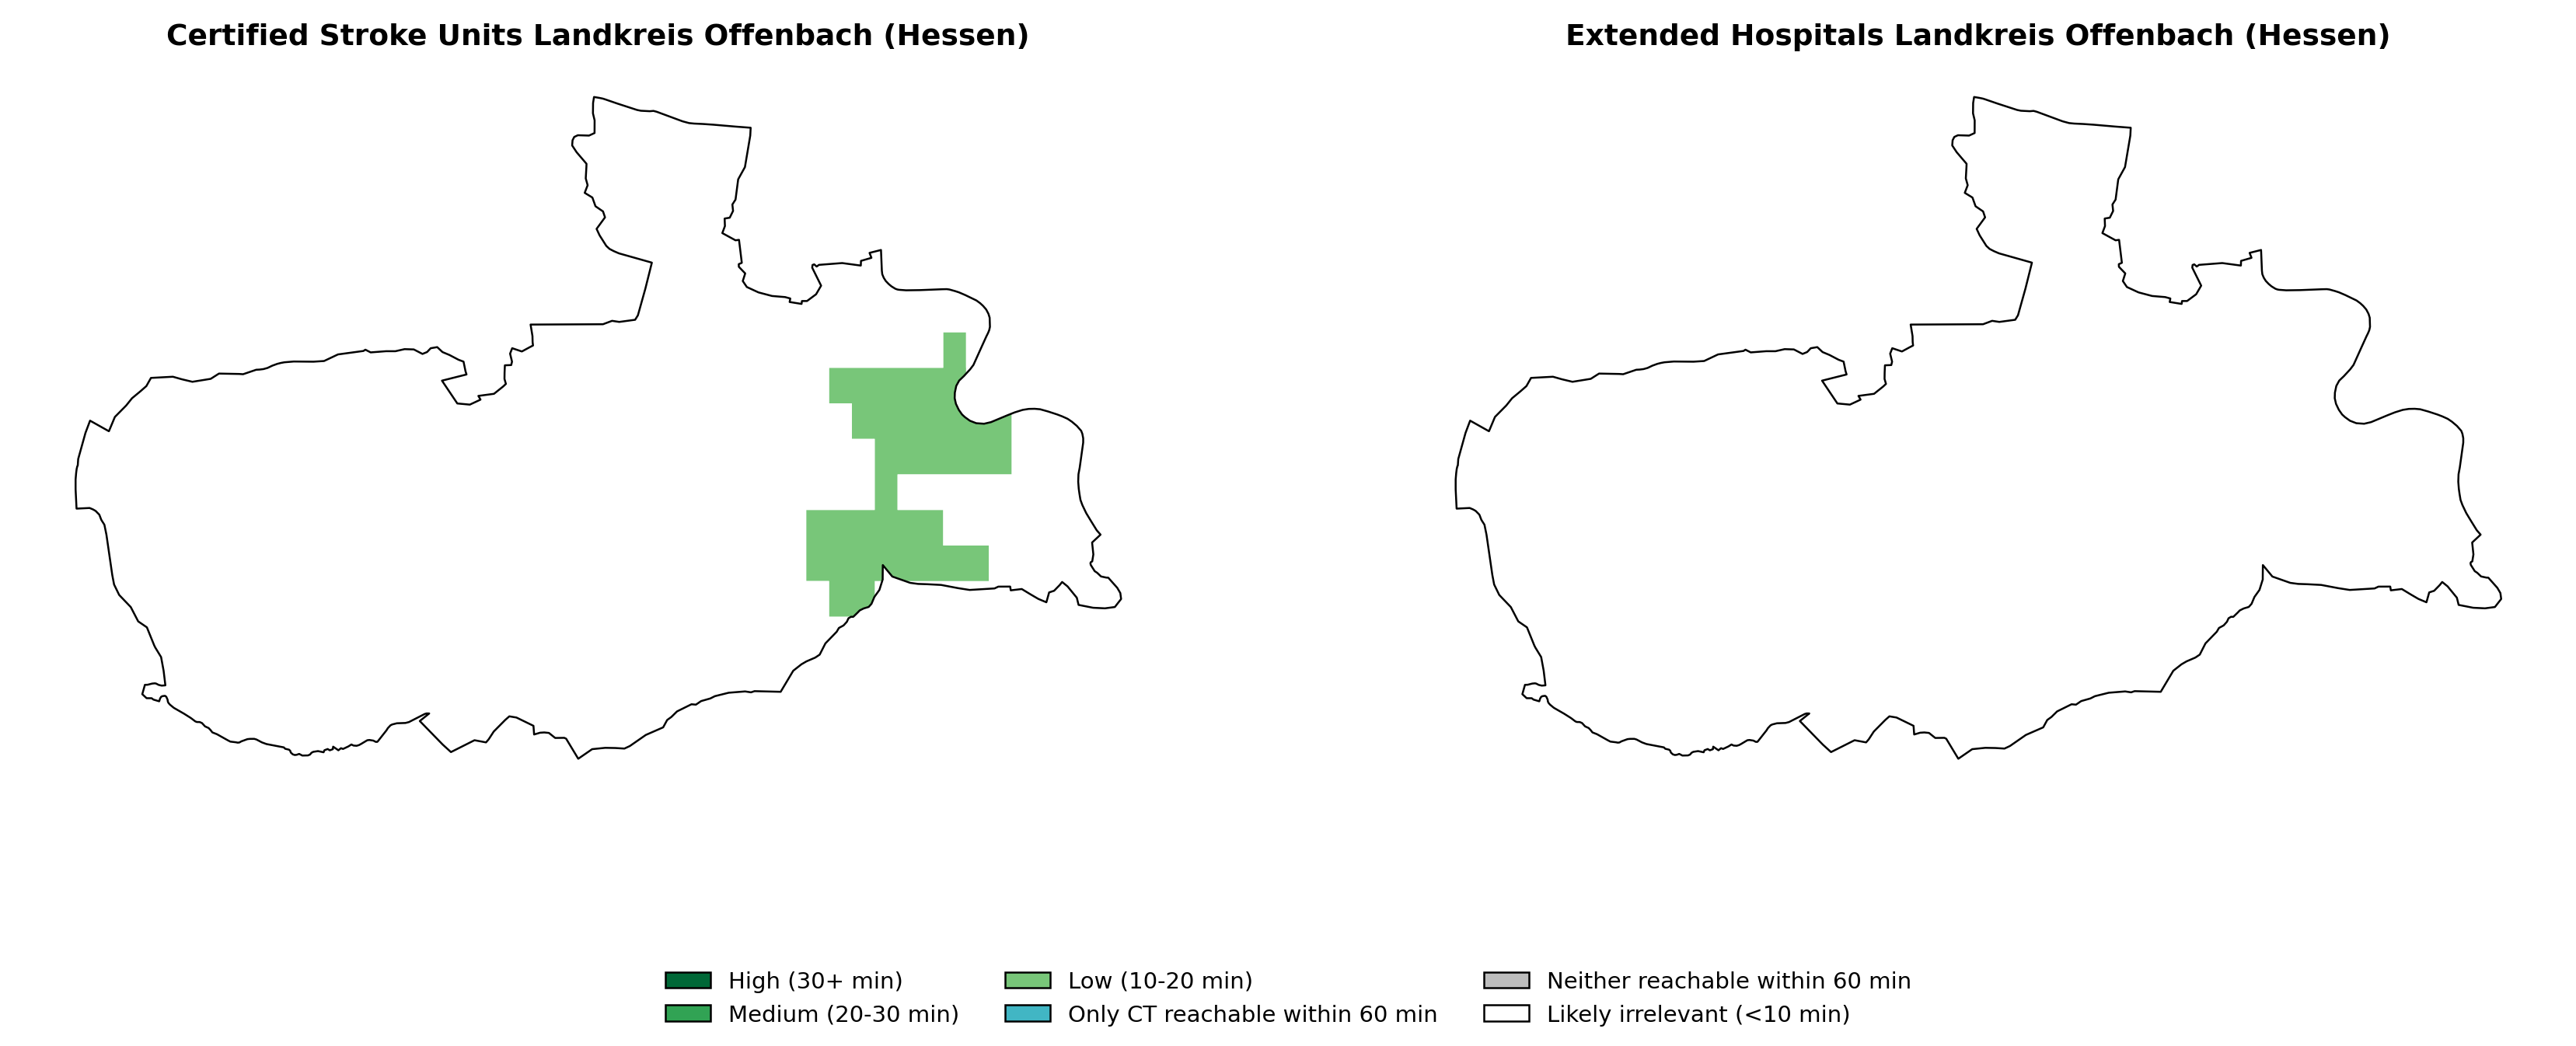 Certified Stroke Units Landkreis Offenbach (Hessen)
Extended Hospitals Landkreis Offenbach (Hessen)
High (30+ min)
Medium (20-30 min)
Low (10-20 min)
Only CT reachable within 60 min
Neither reachable within 60 min
Likely irrelevant (<10 min)